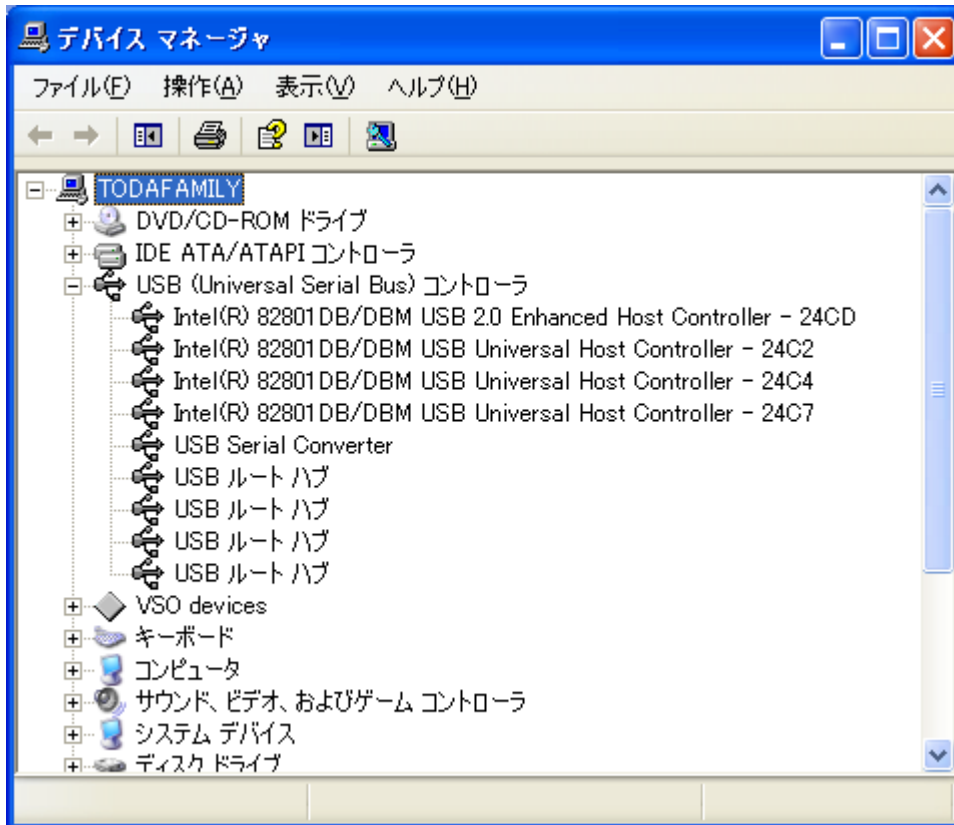 デバイス マネージャ
ファイル(F) 操作(A) 表示(V) ヘルプ(H)
TODAFAMILY
DVD/CD-ROM ドライブ
IDE ATA/ATAPI コントローラ
USB (Universal Serial Bus) コントローラ
Intel(R) 82801DB/DBM USB 2.0 Enhanced Host Controller - 24CD
Intel(R) 82801DB/DBM USB Universal Host Controller - 24C2
Intel(R) 82801DB/DBM USB Universal Host Controller - 24C4
Intel(R) 82801DB/DBM USB Universal Host Controller - 24C7
USB Serial Converter
USB ルート ハブ
USB ルート ハブ
USB ルート ハブ
USB ルート ハブ
VSO devices
キーボード
コンピュータ
サウンド、ビデオ、およびゲーム コントローラ
システム デバイス
ディスク ドライブ